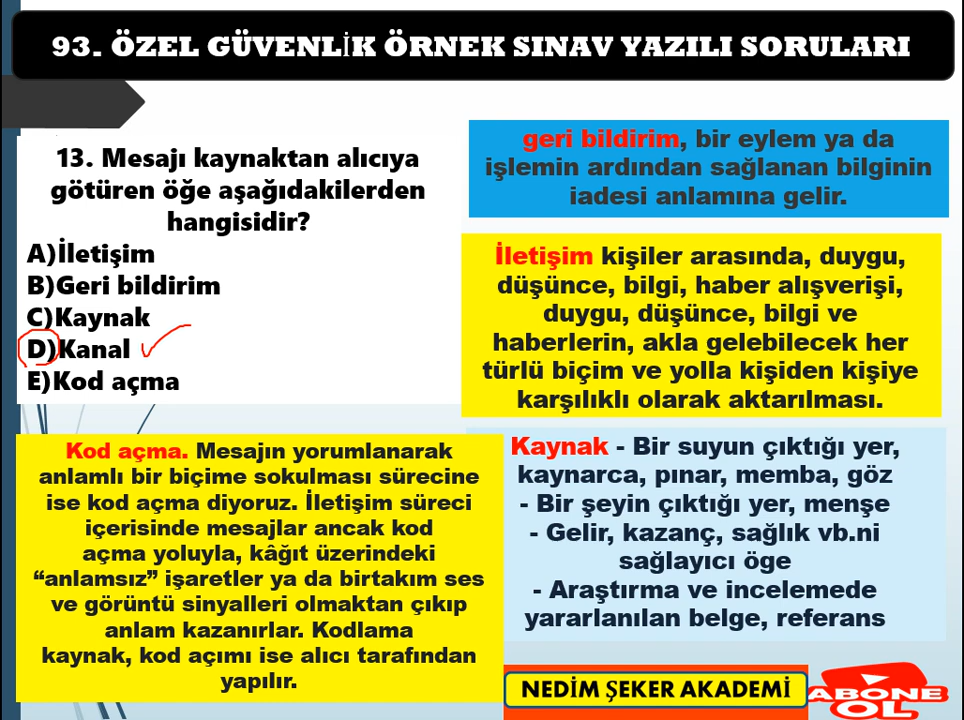 93. ÖZEL GÜVENLİK ÖRNEK SINAV YAZILI SORULARI
13. Mesajı kaynaktan alıcıya
götüren öğe aşağıdakilerden
hangisidir?
A)İletişim
B)Geri bildirim
C)Kaynak
D)Kanal
E)Kod açma
geri bildirim, bir eylem ya da
işlemin ardından sağlanan bilginin
iadesi anlamına gelir.
İletişim kişiler arasında, duygu,
düşünce, bilgi, haber alışverişi,
duygu, düşünce, bilgi ve
haberlerin, akla gelebilecek her
türlü biçim ve yolla kişiden kişiye
karşılıklı olarak aktarılması.
Kod açma. Mesajın yorumlanarak
anlamlı bir biçime sokulması sürecine
ise kod açma diyoruz. İletişim süreci
içerisinde mesajlar ancak kod
açma yoluyla, kâğıt üzerindeki
“anlamsız” işaretler ya da birtakım ses
ve görüntü sinyalleri olmaktan çıkıp
anlam kazanırlar. Kodlama
kaynak, kod açımı ise alıcı tarafından
yapılır.
Kaynak - Bir suyun çıktığı yer,
kaynarca, pınar, memba, göz
- Bir şeyin çıktığı yer, menşe
- Gelir, kazanç, sağlık vb.ni
sağlayıcı öge
- Araştırma ve incelemede
yararlanılan belge, referans
NEDİM ŞEKER AKADEMİ
ABONE
OL